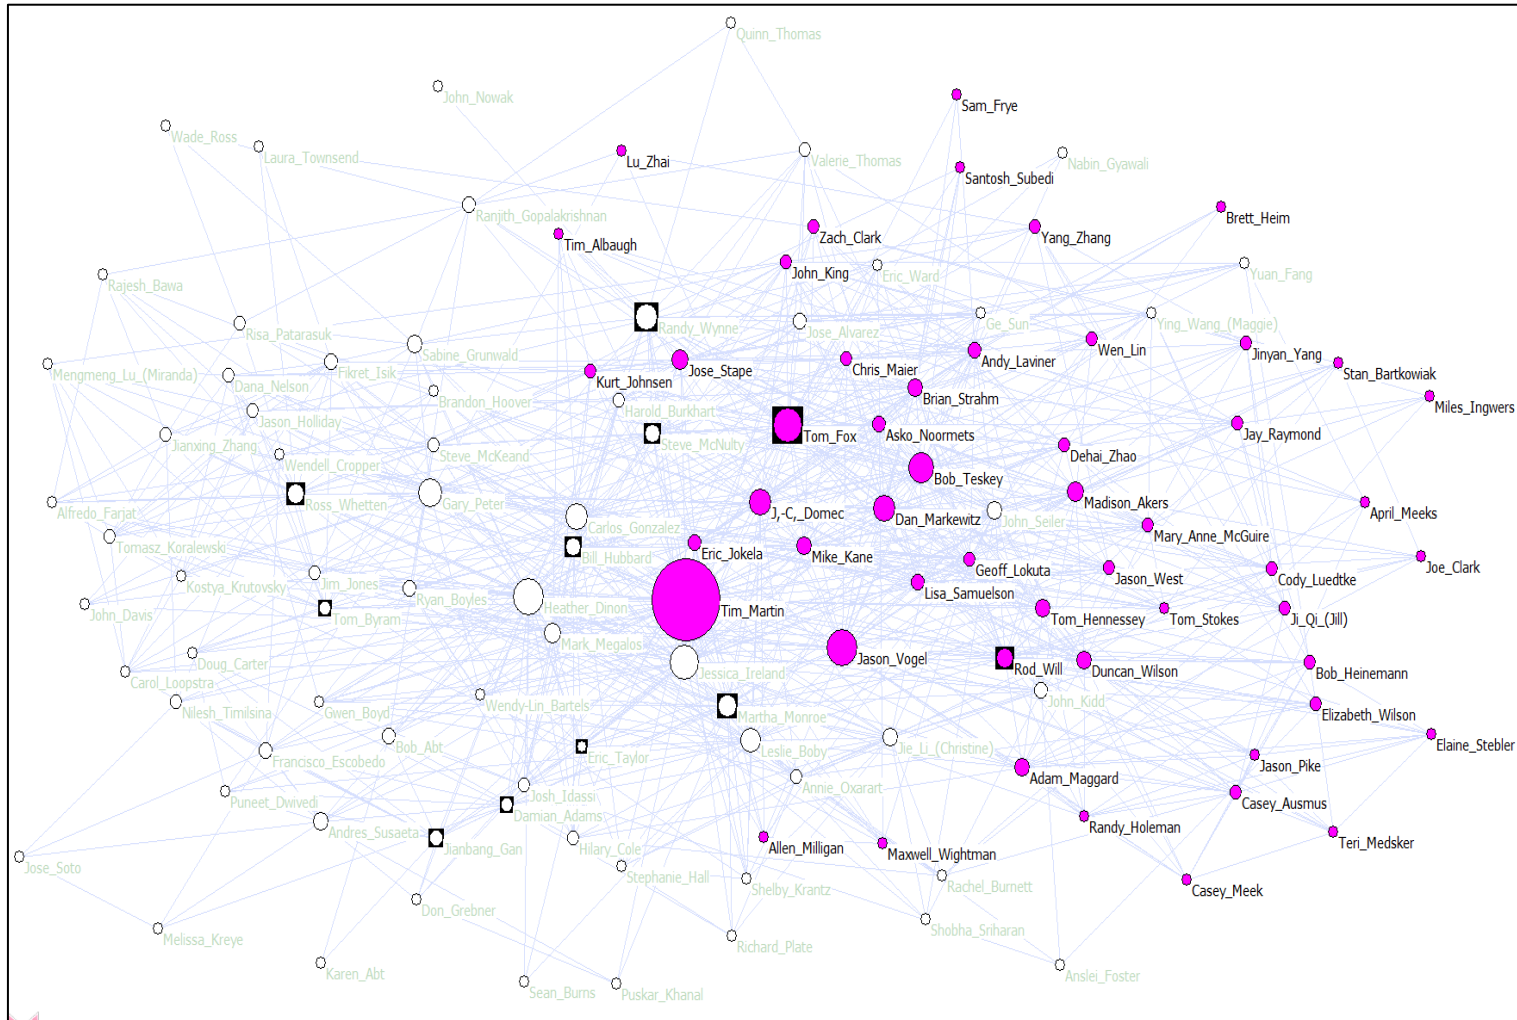 Quinn_Thomas
John_Nowak
Sam_Frye
Wade_Ross
Laura_Townsend
Lu_Zhai
Valerie_Thomas
Nabin_Gyawali
Santosh_Subedi
Ranjith_Gopalakrishnan
Brett_Heim
Tim_Albaugh
Zach_Clark
Yang_Zhang
John_King
Eric_Ward
Yuan_Fang
Rajesh_Bawa
Risa_Patarasuk
Randy_Wynne
Jose_Alvarez
Ge_Sun
Ying_Wang_(Maggie)
Sabine_Grunwald
Jose_Stape
Chris_Maier
Andy_Laviner
Wen_Lin
Jinyan_Yang
Mengmeng_Lu_(Miranda)
Dana_Nelson
Fikret_Isik
Kurt_Johnsen
Stan_Bartkowiak
Brandon_Hoover
Harold_Burkhart
Brian_Strahm
Miles_Ingwers
Jason_Holliday
Jianxing_Zhang
Steve_McKeand
Steve_McNulty
Tom_Fox
Asko_Noormets
Jay_Raymond
Wendell_Cropper
Dehai_Zhao
Bob_Teskey
Ross_Whetten
Gary_Peter
Madison_Akers
Alfredo_Farjat
Carlos_Gonzalez
J,-C,_Domec
Dan_Markewitz
John_Seiler
April_Meeks
Mary_Anne_McGuire
Tomasz_Koralewski
Bill_Hubbard
Eric_Jokela
Mike_Kane
Geoff_Lokuta
Joe_Clark
Kostya_Krutovsky
Jim_Jones
Ryan_Boyles
Jason_West
Cody_Luedtke
Lisa_Samuelson
John_Davis
Tom_Byram
Heather_Dinon
Tim_Martin
Tom_Hennessey
Tom_Stokes
Ji_Qi_(Jill)
Mark_Megalos
Doug_Carter
Jason_Vogel
Carol_Loopstra
Jessica_Ireland
Rod_Will
Duncan_Wilson
Bob_Heinemann
Nilesh_Timilsina
Gwen_Boyd
Wendy-Lin_Bartels
Martha_Monroe
John_Kidd
Elizabeth_Wilson
Bob_Abt
Francisco_Escobedo
Eric_Taylor
Leslie_Boby
Jie_Li_(Christine)
Elaine_Stebler
Jason_Pike
Adam_Maggard
Puneet_Dwivedi
Josh_Idassi
Annie_Oxarart
Casey_Ausmus
Damian_Adams
Andres_Susaeta
Randy_Holeman
Jianbang_Gan
Hilary_Cole
Allen_Milligan
Maxwell_Wightman
Teri_Medsker
Jose_Soto
Stephanie_Hall
Shelby_Krantz
Rachel_Burnett
Casey_Meek
Don_Grebner
Shobha_Sriharan
Melissa_Kreye
Richard_Plate
Karen_Abt
Anslei_Foster
Sean_Burns
Puskar_Khanal